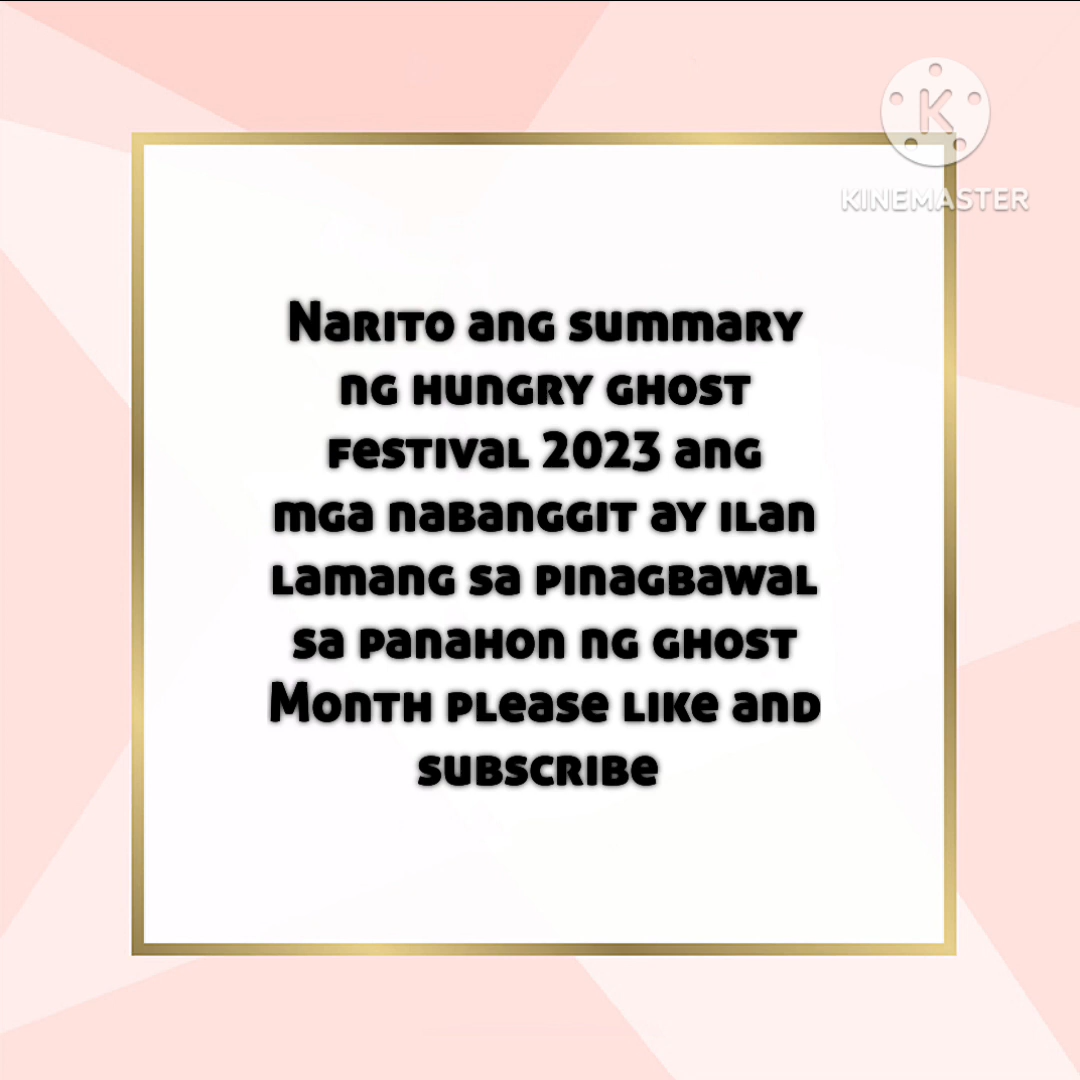 KINEMASTER
Narito ang summary
ng hungry ghost
festival 2023 ang
mga nabanggit ay ilan
lamang sa pinagbawal
sa panahon ng ghost
Month please like and
subscribe